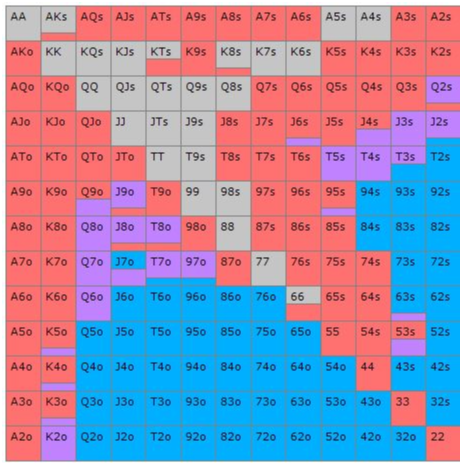 AA AKs AQs AJs ATs A9s A8s A7s A6s A5s A4s A3s A2s
AKo KK KQs KJs KTs K9s K8s K7s K6s K5s K4s K3s K2s
AQo KQo QQ QJs QTs Q9s Q8s Q7s Q6s Q5s Q4s Q3s Q2s
AJo KJo QJo JJ JTs J9s J8s J7s J6s J5s J4s J3s J2s
ATo KTo QTo JTo TT T9s T8s T7s T6s T5s T4s T3s T2s
A9o K9o Q9o J9o T9o 99 98s 97s 96s 95s 94s 93s 92s
A8o K8o Q8o J8o T8o 98o 88 87s 86s 85s 84s 83s 82s
A7o K7o Q7o J7o T7o 97o 87o 77 76s 75s 74s 73s 72s
A6o K6o Q6o J6o T6o 96o 86o 76o 66 65s 64s 63s 62s
A5o K5o Q5o J5o T5o 95o 85o 75o 65o 55 54s 53s 52s
A4o K4o Q4o J4o T4o 94o 84o 74o 64o 54o 44 43s 42s
A3o K3o Q3o J3o T3o 93o 83o 73o 63o 53o 43o 33 32s
A2o K2o Q2o J2o T2o 92o 82o 72o 62o 52o 42o 32o 22